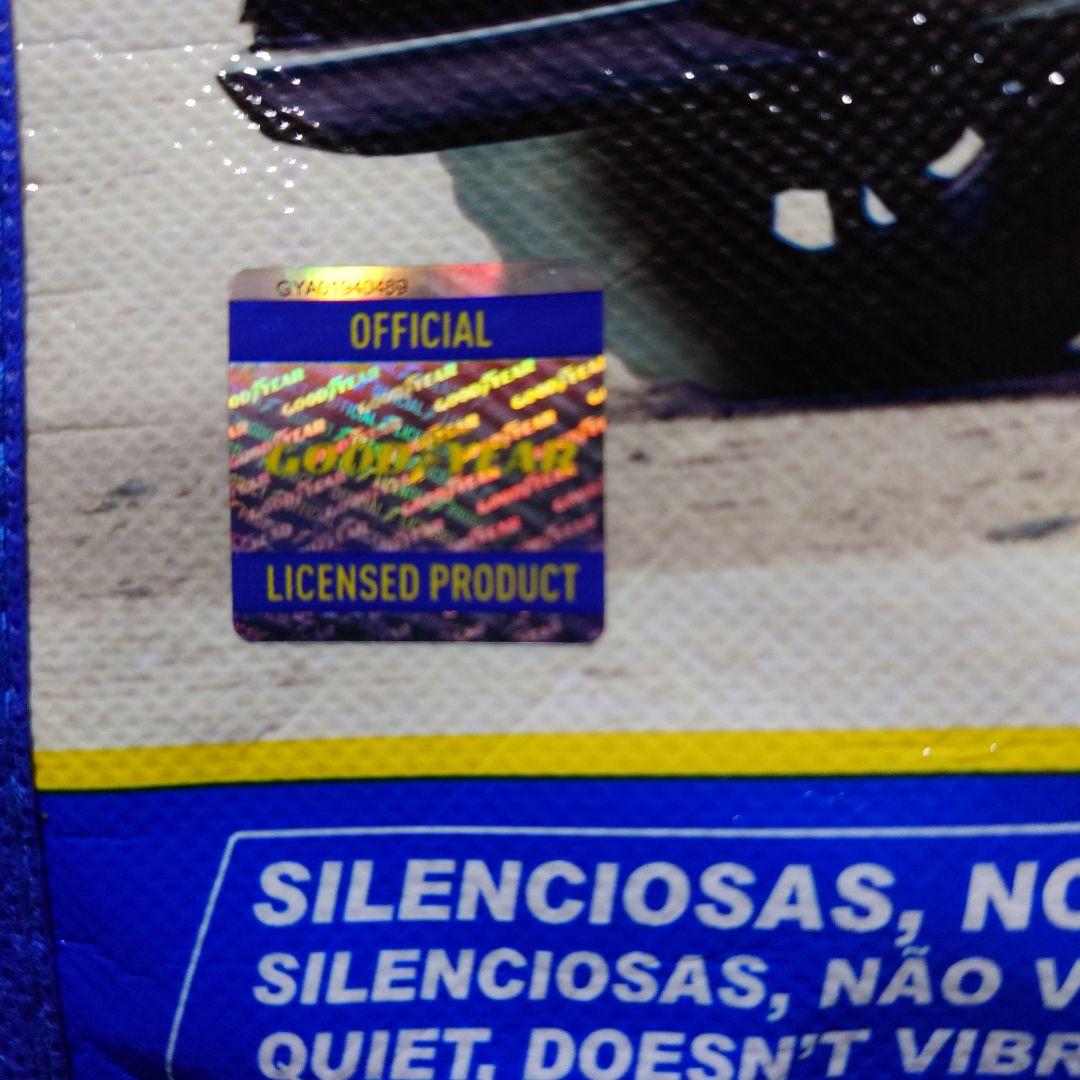 GYA01940489
OFFICIAL
GOODYEAR
LICENSED PRODUCT
SILENCIOSAS, NO
SILENCIOSAS, NÃO V
QUIET, DOESN'T VIBR